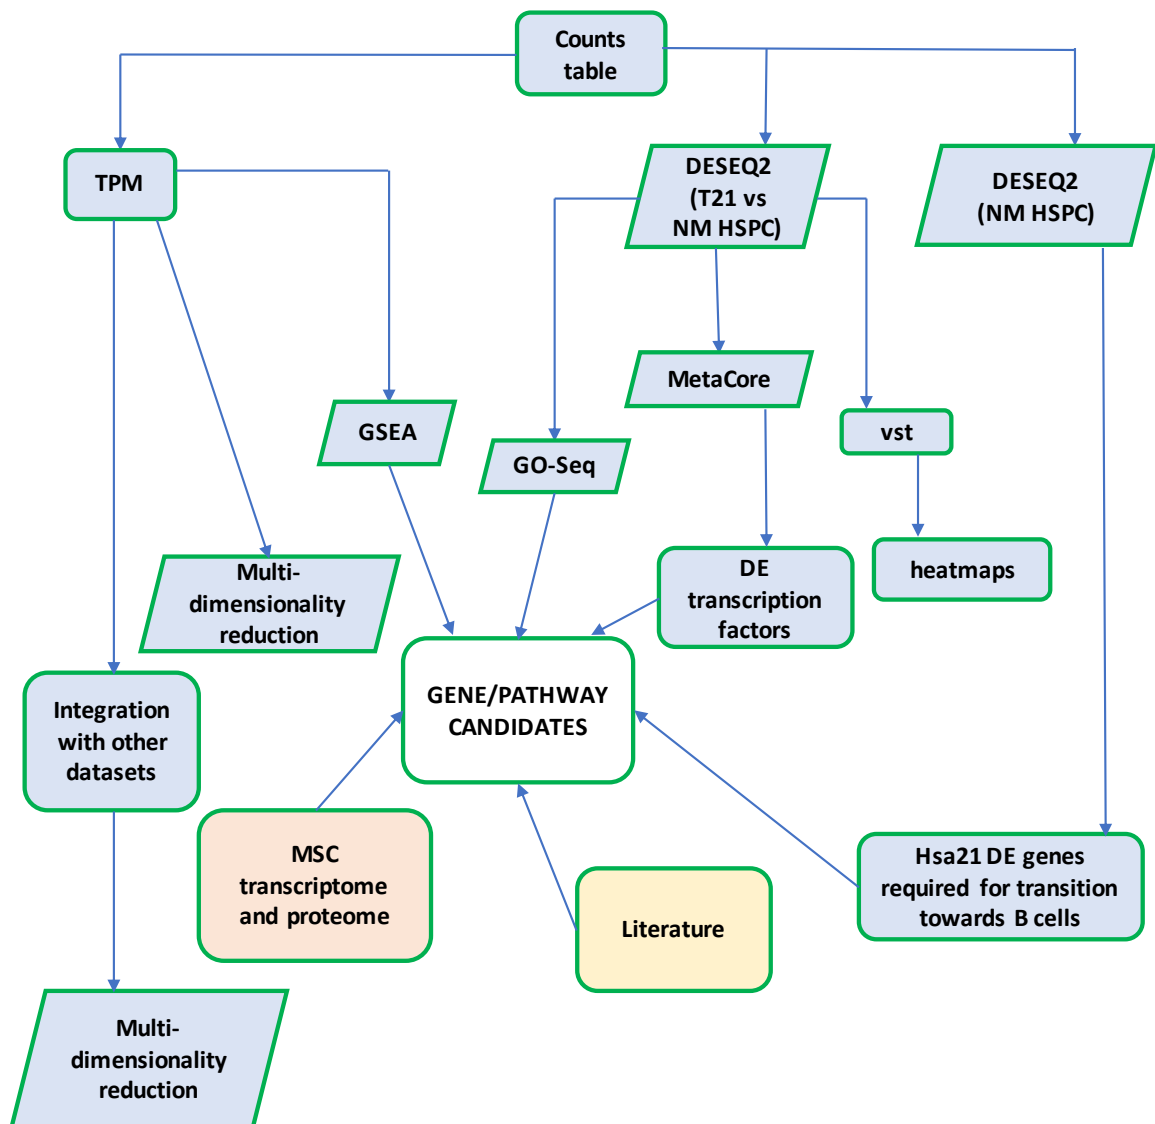 Counts
table
TPM
DESEQ2
(T21 vs
NM HSPC)
DESEQ2
(NM HSPC)
MetaCore
GSEA
vst
GO-Seq
heatmaps
Multi-
dimensionality
reduction
DE
transcription
factors
GENE/PATHWAY
CANDIDATES
Integration
with other
datasets
MSC
transcriptome
and proteome
Literature
Hsa21 DE genes
required for transition
towards B cells
Multi-
dimensionality
reduction